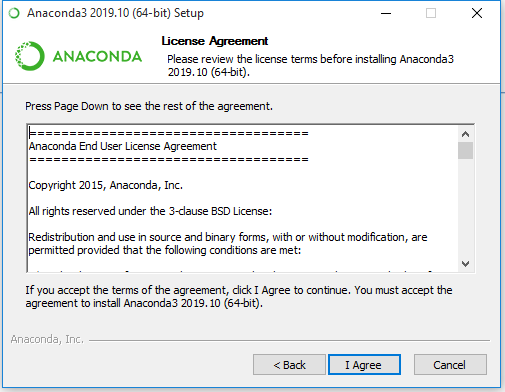 Anaconda3 2019.10 (64-bit) Setup
ANACONDA
License Agreement
Please review the license terms before installing Anaconda3
2019.10 (64-bit).
Press Page Down to see the rest of the agreement.
===================================
Anaconda End User License Agreement
===================================
Copyright 2015, Anaconda, Inc.
All rights reserved under the 3-clause BSD License:
Redistribution and use in source and binary forms, with or without modification, are
permitted provided that the following conditions are met:
If you accept the terms of the agreement, click I Agree to continue. You must accept the
agreement to install Anaconda3 2019.10 (64-bit).
Anaconda, Inc.
< Back
I Agree
Cancel